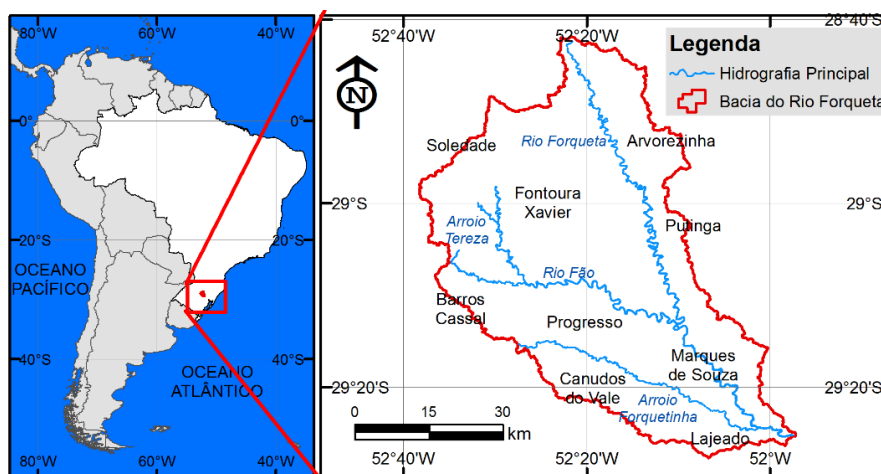 80°W
60°W
40°W
0°
20°S
20°S
40°S
40°S
OCEANO
PACÍFICO
OCEANO
ATLÂNTICO
80°W
60°W
40°W
52°40'W
52°20'W
52°W
28°40'S
29°S
29°S
29°20'S
29°20'S
52°40'W
52°20'W
52°W
N
Legenda
Hidrografia Principal
Bacia do Rio Forqueta
Soledade
Rio Forqueta
Arvorezinha
Fontoura
Xavier
Arroio
Tereza
Putinga
Rio Fão
Barros
Cassal
Progresso
Marques
de Souza
Canudos
do Vale
Arroio
Forquetinha
Lajeado
0 15 30
km